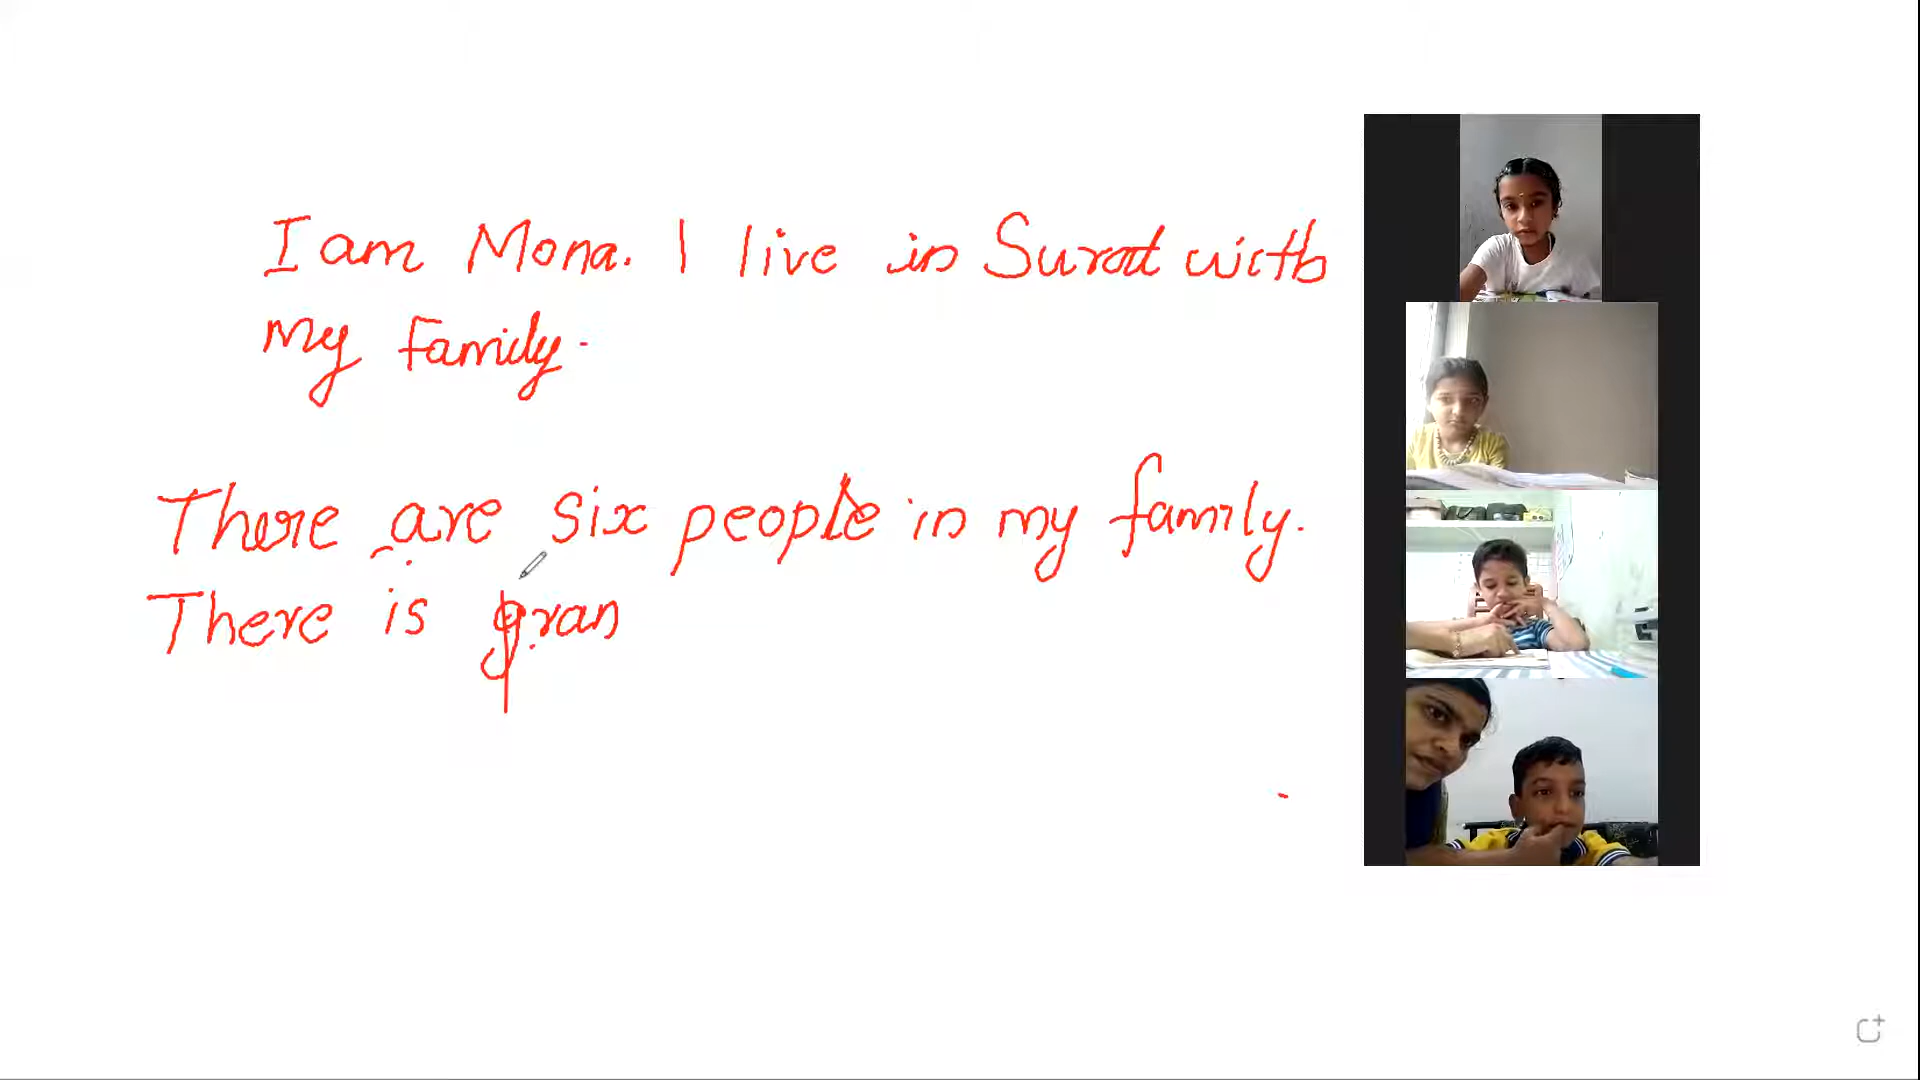 I am Mona. I live in Surat with
my family.
There are six people in my family.
There is gran